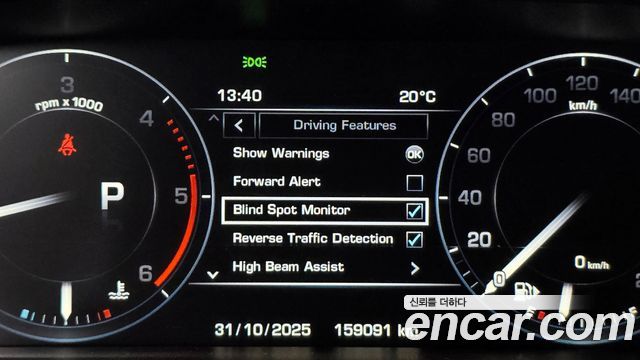 13:40
20°C
3
rpm x 1000
4
5
6
P
< Driving Features
Show Warnings OK
Forward Alert
Blind Spot Monitor
Reverse Traffic Detection
High Beam Assist >
31/10/2025 159091 km
140
120
100
km/h
80
60
40
20
0
0 km/h
신뢰를 더하다
encar.com